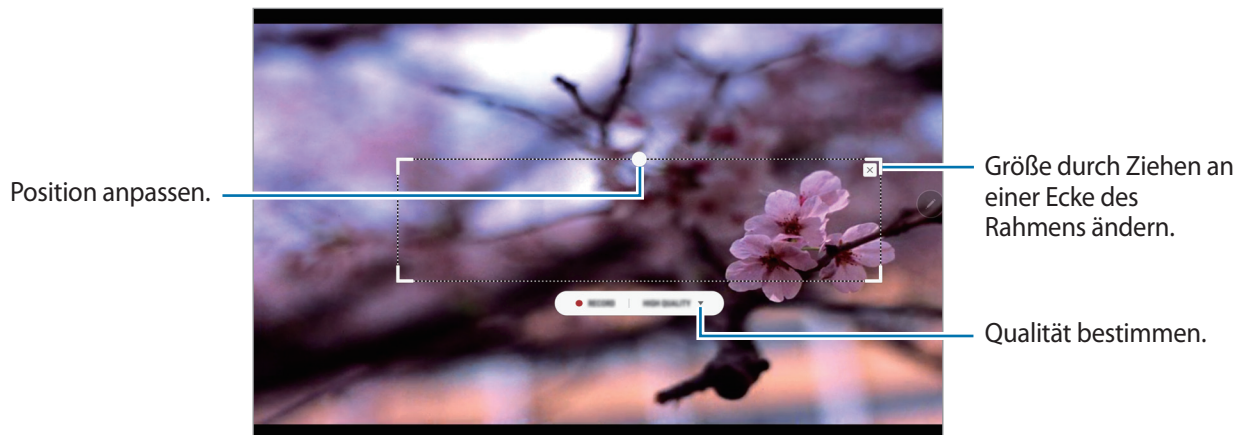 Position anpassen.
Größe durch Ziehen an
einer Ecke des
Rahmens ändern.
RECORD
HIGH QUALITY
Qualität bestimmen.